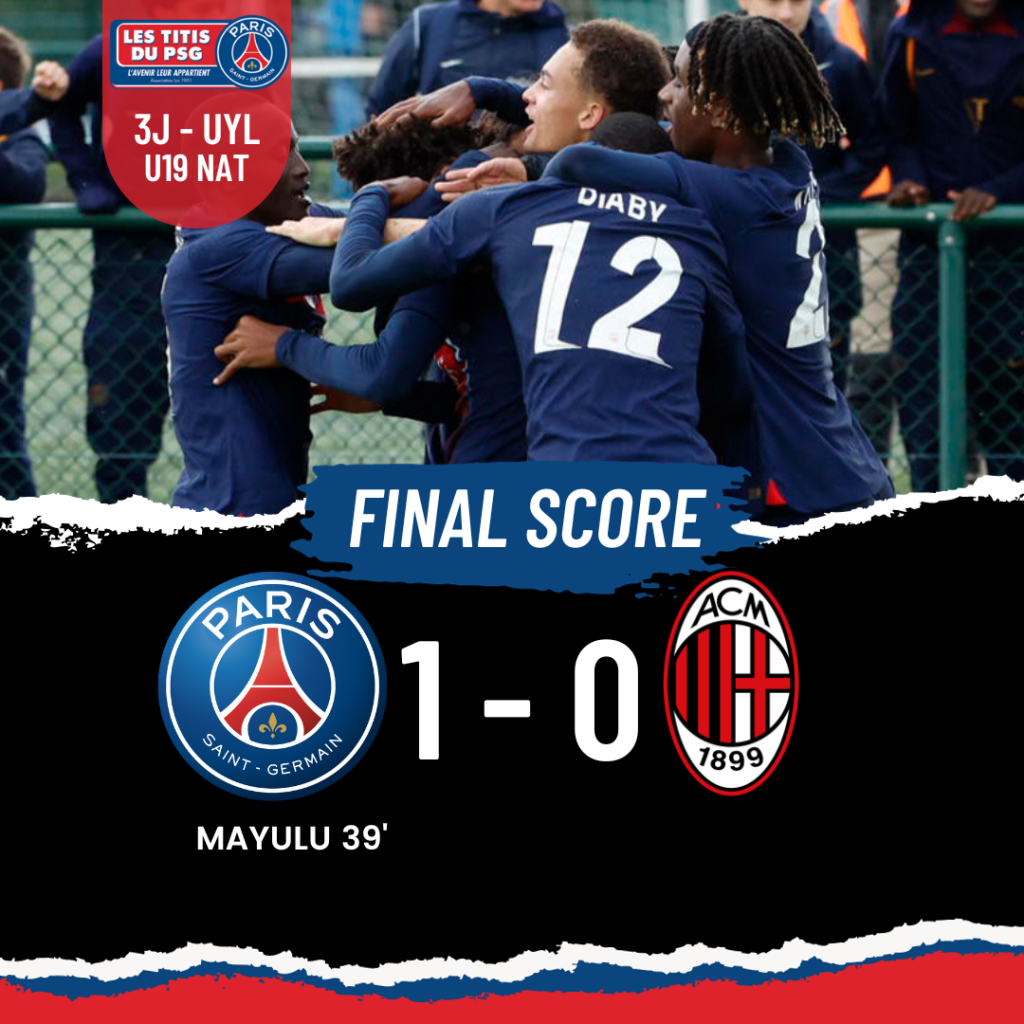 LES TITIS
DU PSG
L'AVENIR LEUR APPARTIENT
PARIS
SAINT-GERMAIN
3J - UYL
U19 NAT
DIABY
12
2
FINAL SCORE
PARIS
SAINT-GERMAIN
1 - 0
ACM
1899
MAYULU 39'